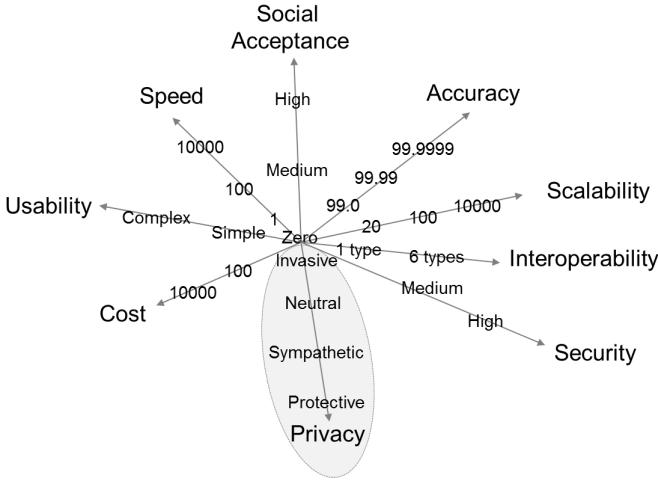 Social
Acceptance
Speed
High
Accuracy
10000
99.9999
Medium
100
99.99
Usability
Complex
Simple
1
99.0
20
100
10000
Scalability
Zero
1 type
6 types
Interoperability
Invasive
100
10000
Cost
Neutral
Medium
High
Security
Sympathetic
Protective
Privacy